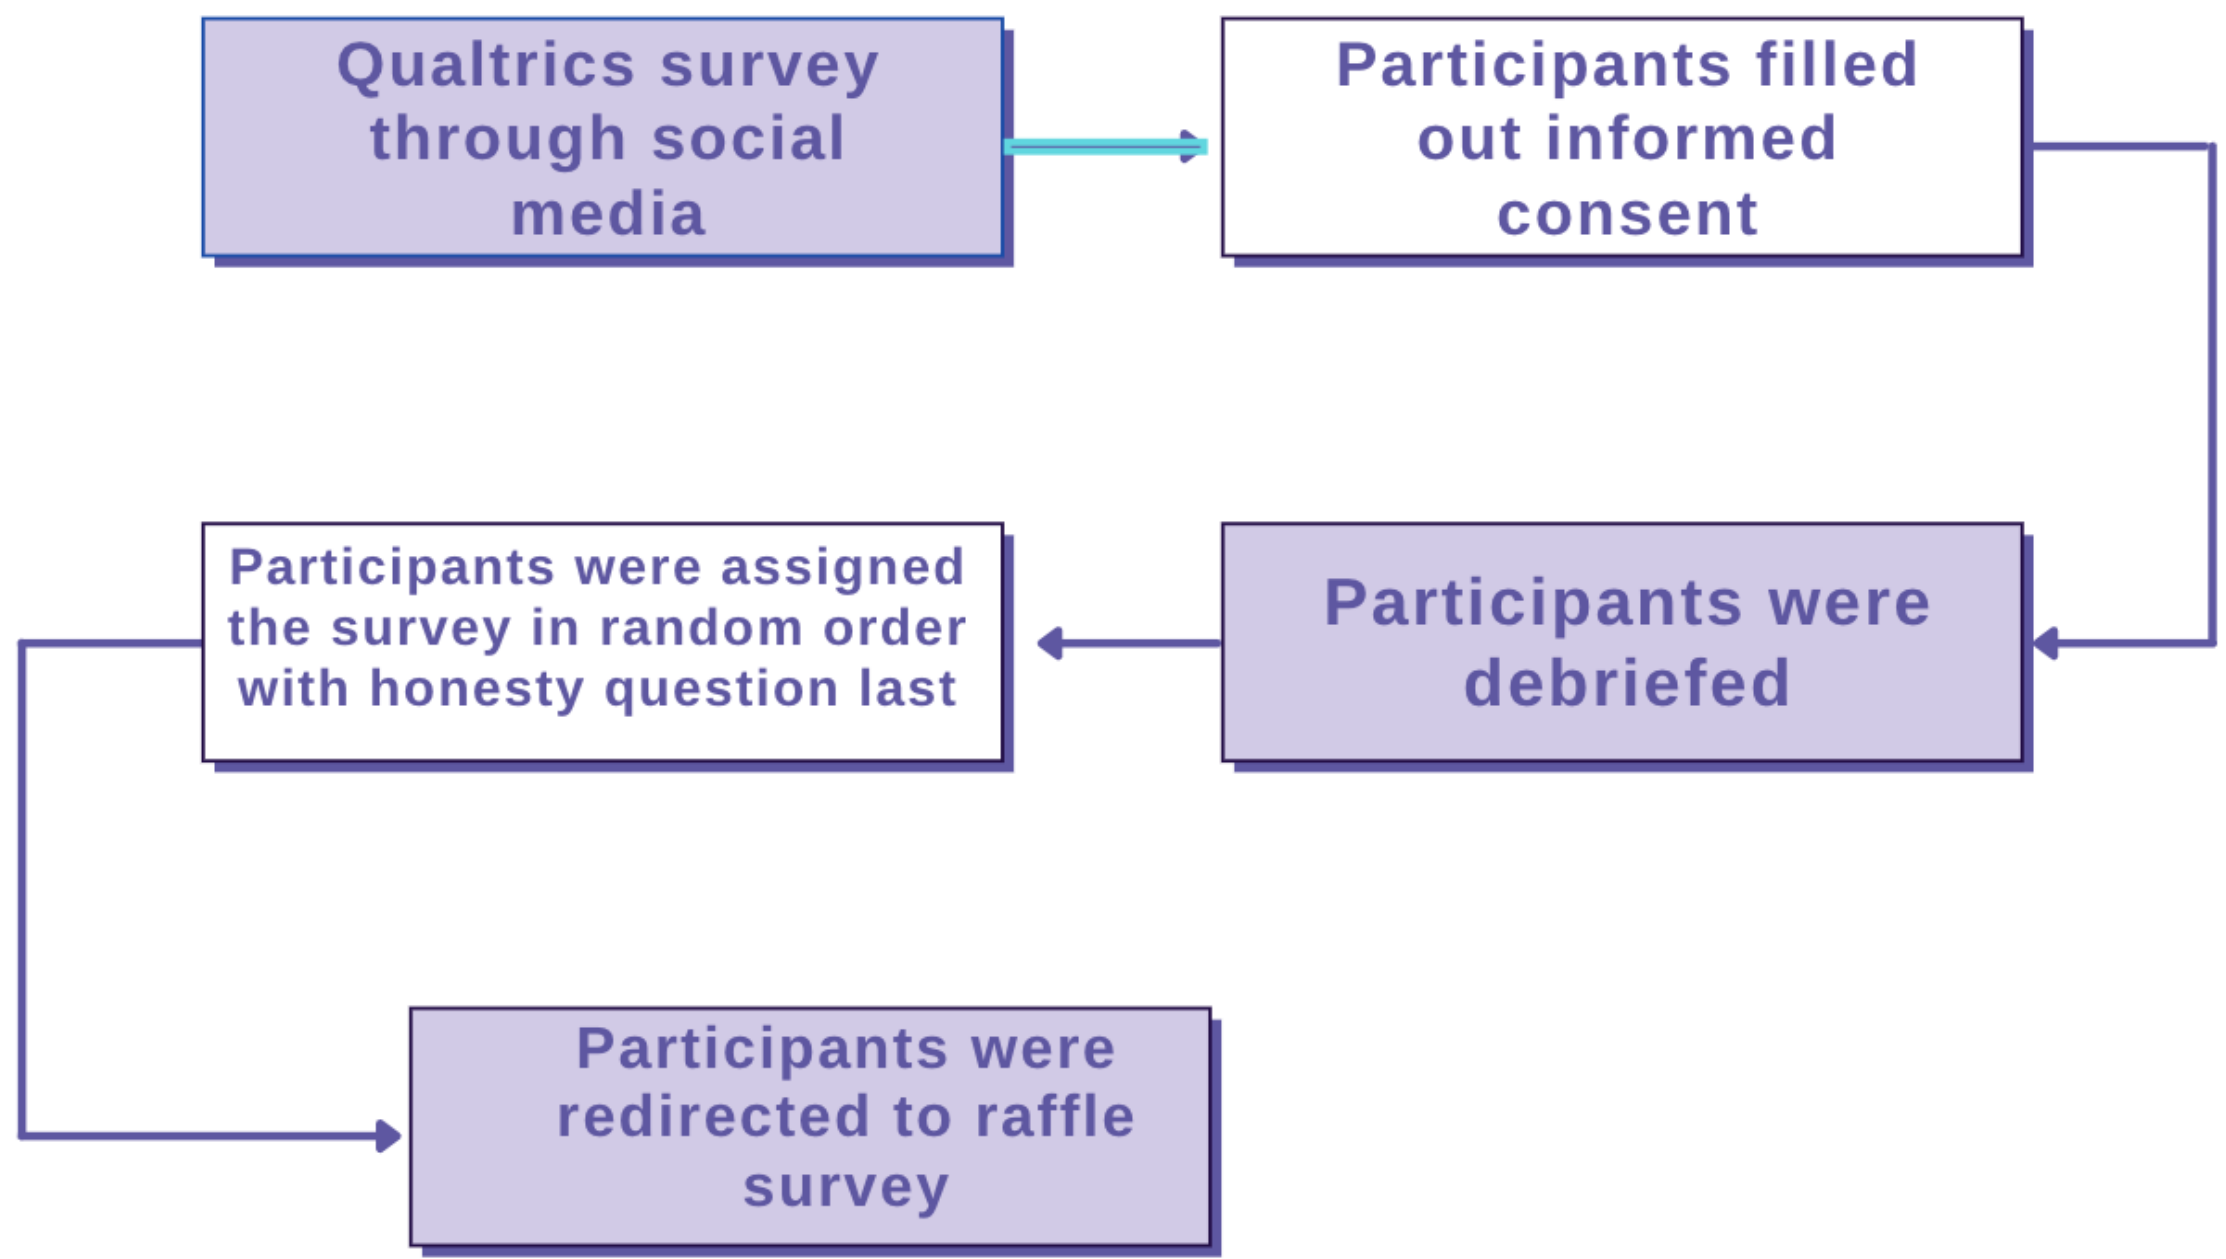 Qualtrics survey
through social
media
Participants filled
out informed
consent
Participants were
debriefed
Participants were assigned
the survey in random order
with honesty question last
Participants were
redirected to raffle
survey